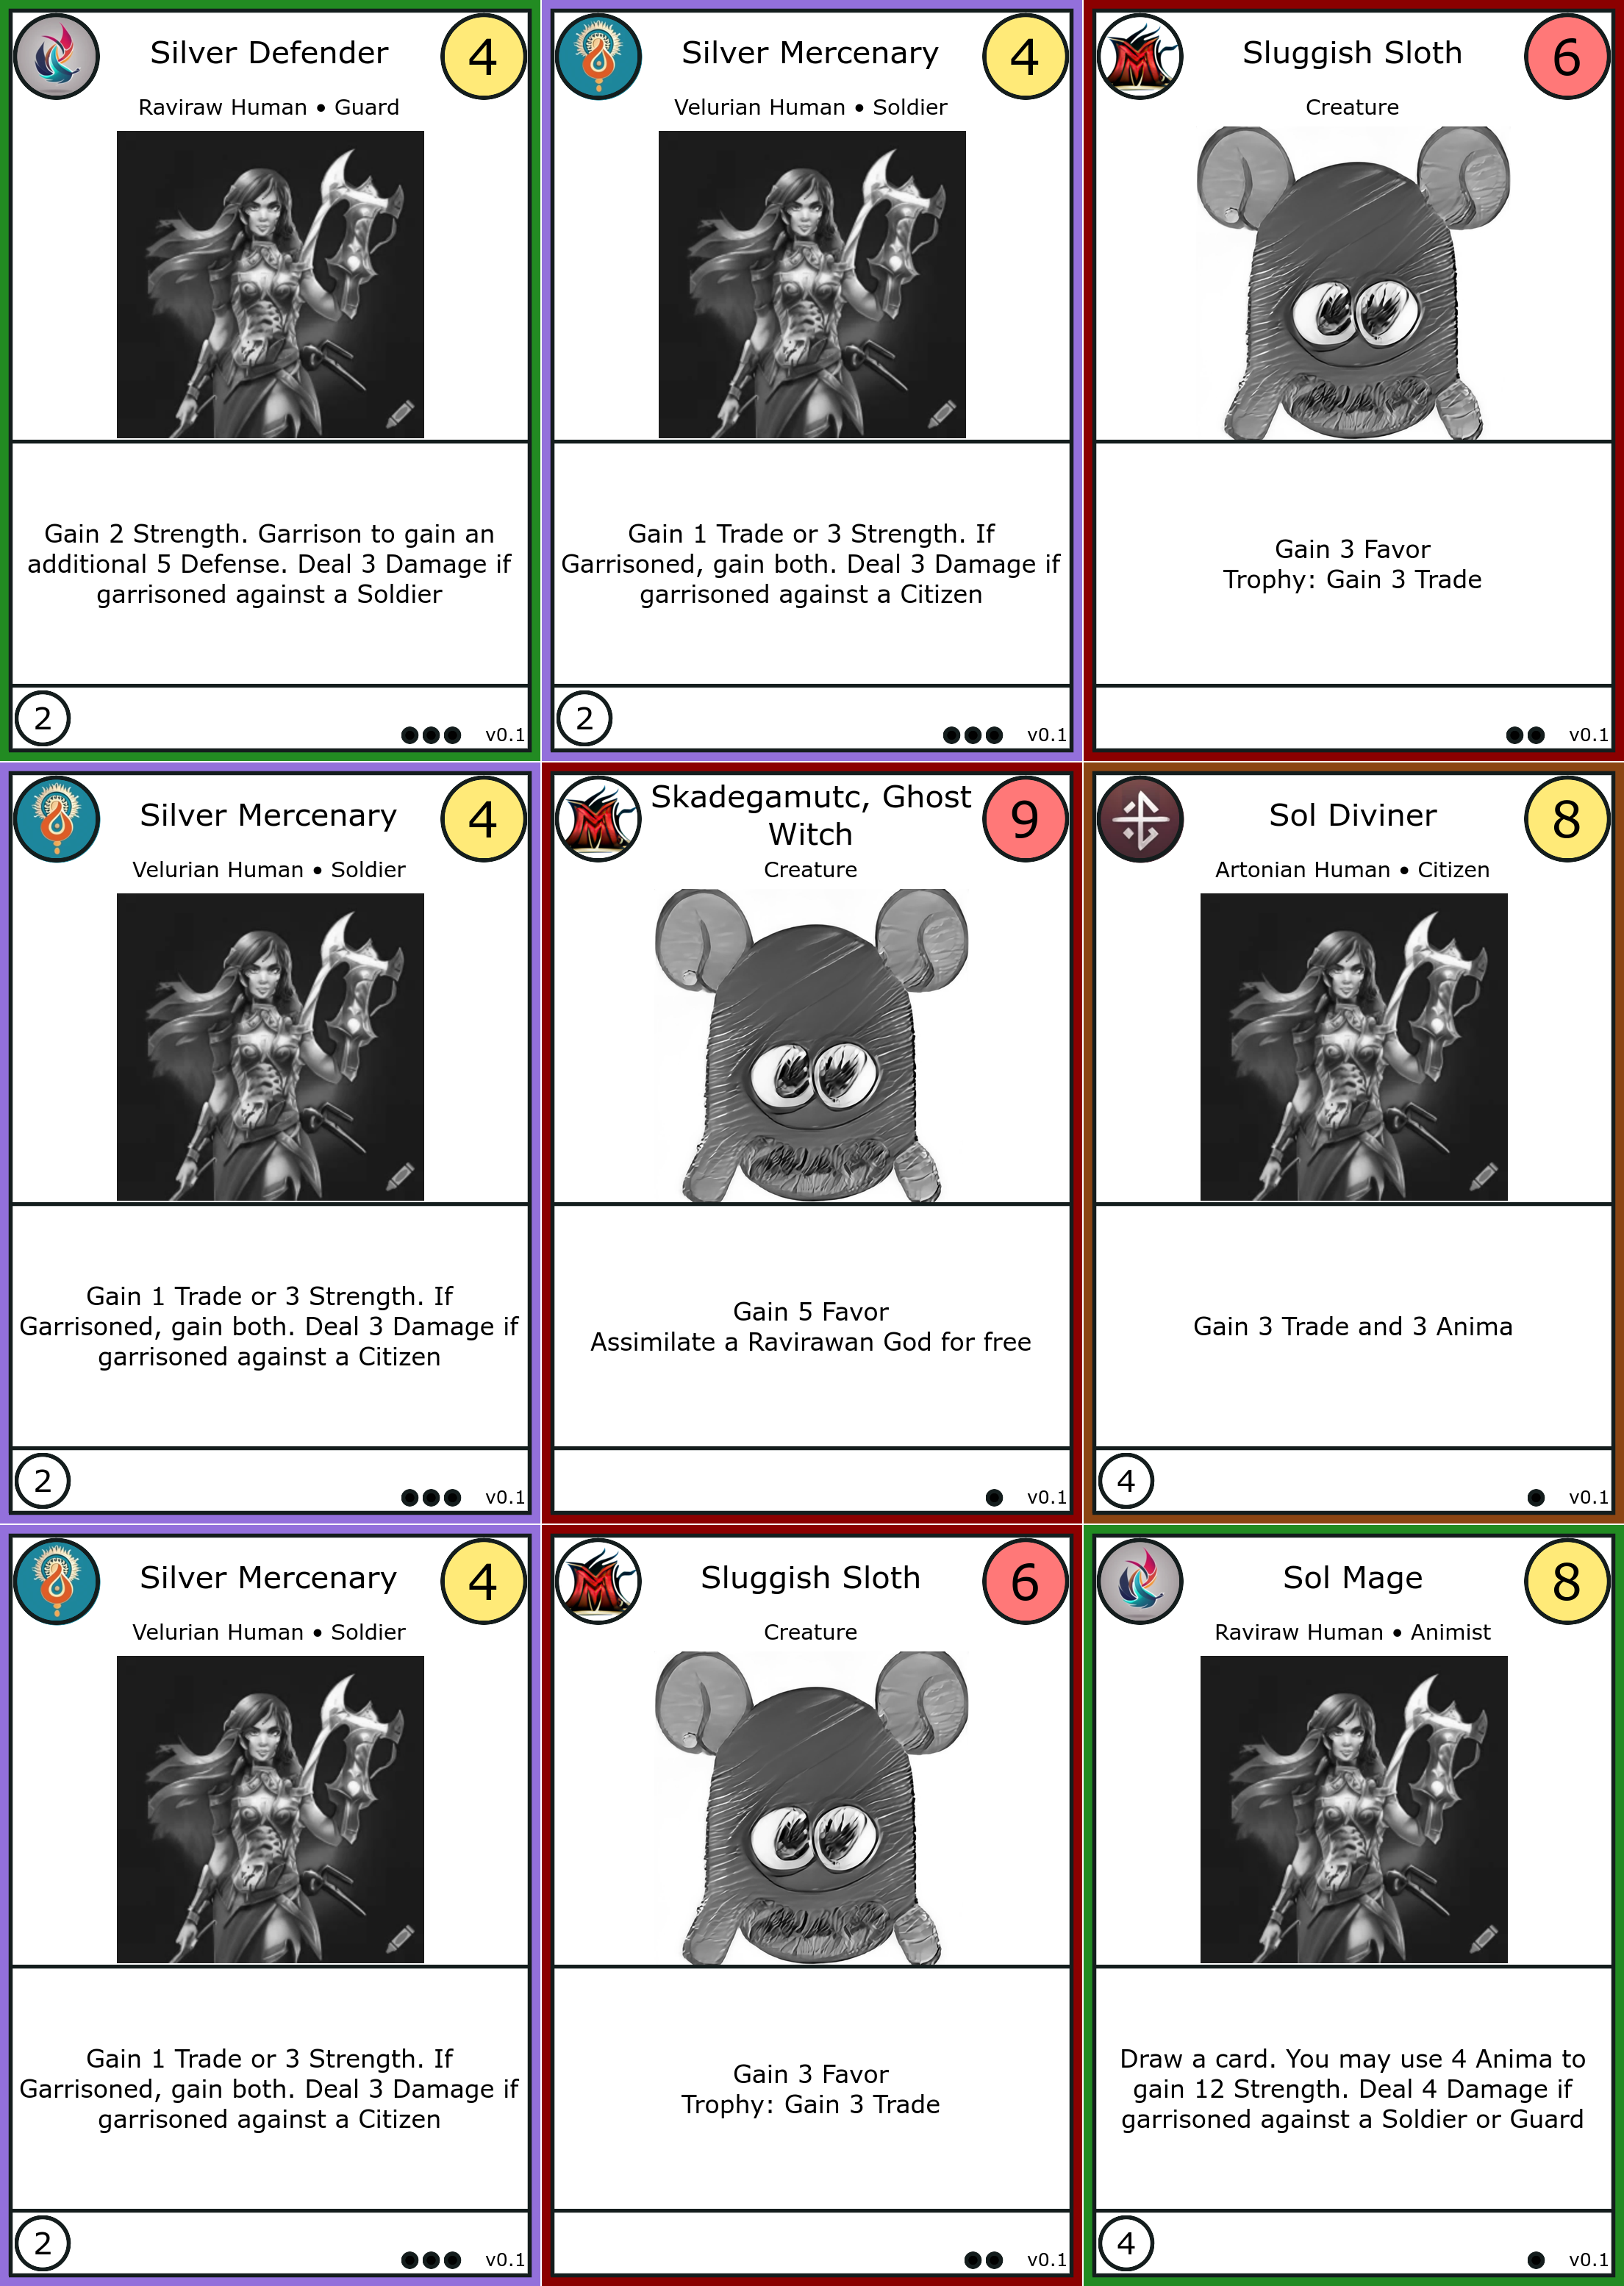 Silver Defender
4
Raviraw Human • Guard
Gain 2 Strength. Garrison to gain an
additional 5 Defense. Deal 3 Damage if
garrisoned against a Soldier
2
v0.1
Silver Mercenary
4
Velurian Human • Soldier
Gain 1 Trade or 3 Strength. If
Garrisoned, gain both. Deal 3 Damage if
garrisoned against a Citizen
2
v0.1
M
Sluggish Sloth
6
Creature
Gain 3 Favor
Trophy: Gain 3 Trade
v0.1
Silver Mercenary
4
Velurian Human • Soldier
Gain 1 Trade or 3 Strength. If
Garrisoned, gain both. Deal 3 Damage if
garrisoned against a Citizen
2
v0.1
M
Skadegamutc, Ghost
Witch
9
Creature
Gain 5 Favor
Assimilate a Ravirawan God for free
v0.1
Sol Diviner
8
Artonian Human • Citizen
Gain 3 Trade and 3 Anima
4
v0.1
Silver Mercenary
4
Velurian Human • Soldier
Gain 1 Trade or 3 Strength. If
Garrisoned, gain both. Deal 3 Damage if
garrisoned against a Citizen
2
v0.1
M
Sluggish Sloth
6
Creature
Gain 3 Favor
Trophy: Gain 3 Trade
v0.1
Sol Mage
8
Raviraw Human • Animist
Draw a card. You may use 4 Anima to
gain 12 Strength. Deal 4 Damage if
garrisoned against a Soldier or Guard
4
v0.1